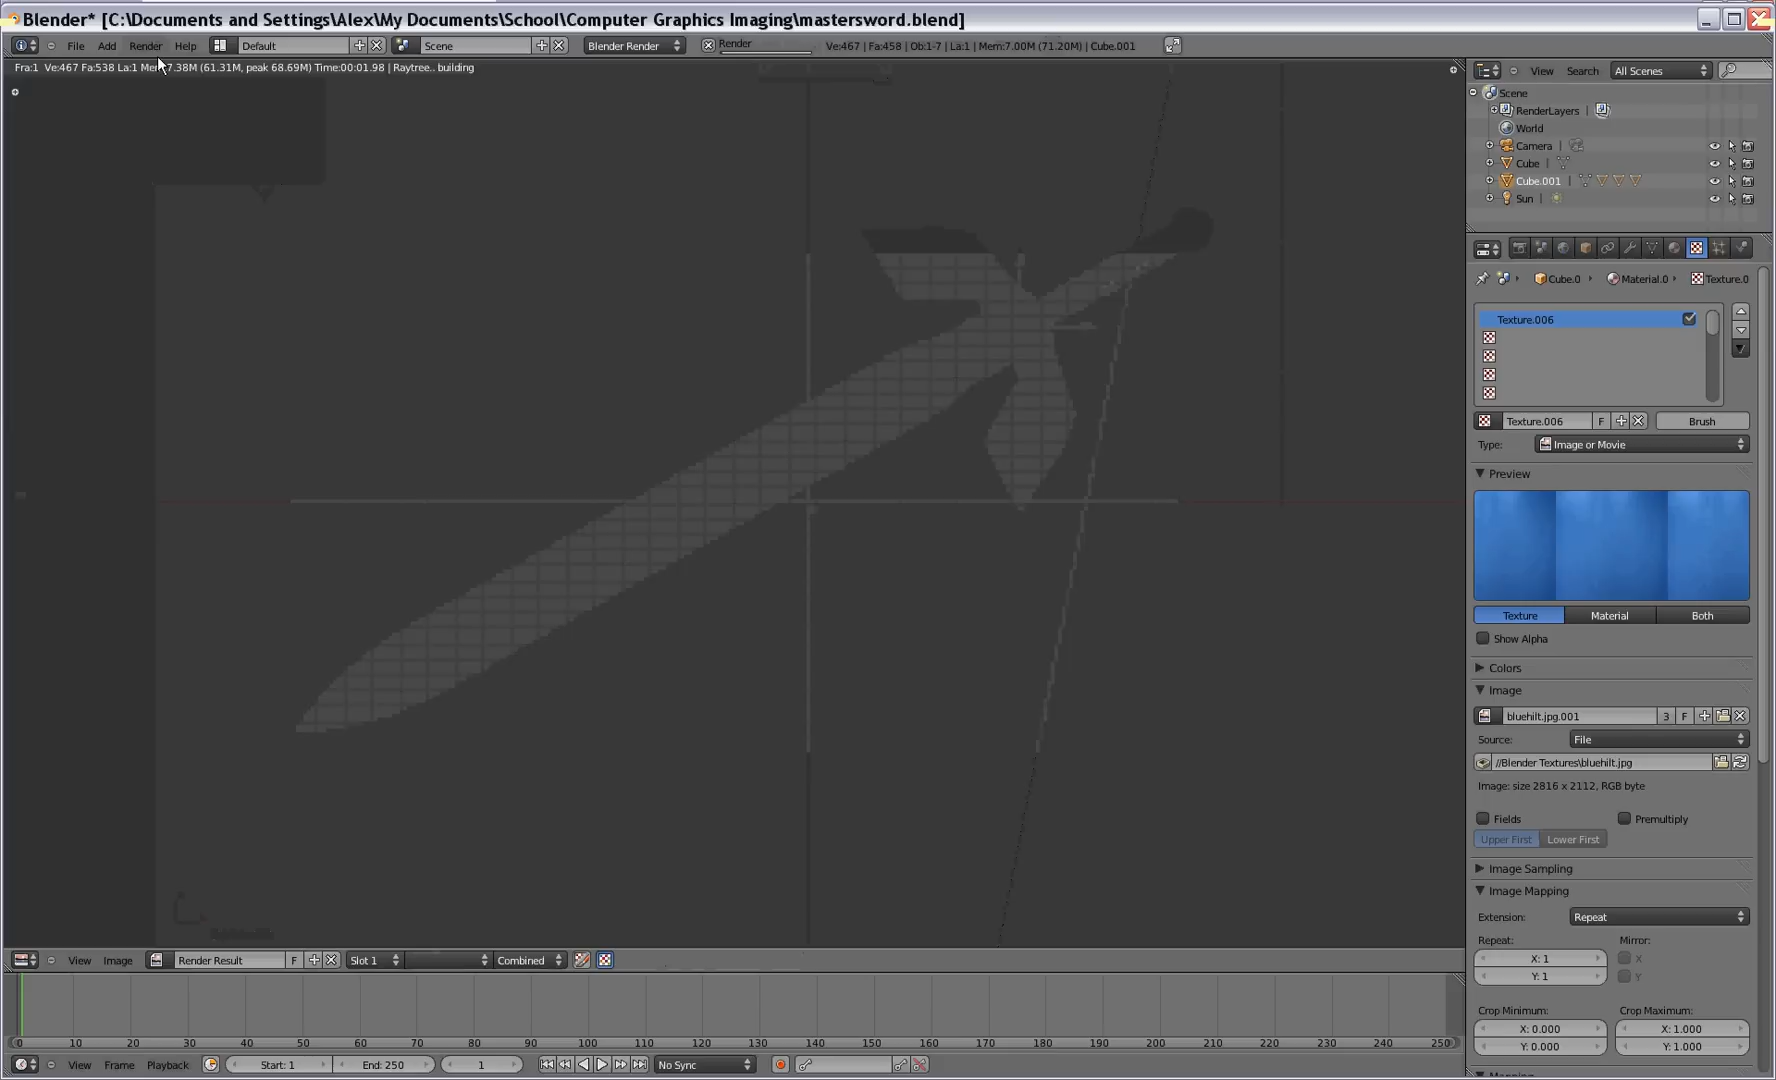 Blender* [C:\Documents and Settings\Alex\My Documents\School\Computer Graphics Imaging\mastersword.blend]
File Add Render Help Default Scene Blender Render Render Ve:467 | Fa:458 | Ob:1-7 | La:1 | Mem:7.00M (71.20M) | Cube.001
Fra:1 Ve:467 Fa:538 La:1 Mem:7.38M (61.31M, peak 68.69M) Time:00:01.98 | Raytree.. building
View Search All Scenes
Scene
RenderLayers
World
Camera
Cube
Cube.001
Sun
Cube.0 Material.0 Texture.0
Texture.006
Texture.006 F Brush
Type: Image or Movie
Preview
Texture Material Both
Show Alpha
Colors
Image
bluehilt.jpg.001 3 F
Source: File
//Blender Textures\bluehilt.jpg
Image: size 2816 x 2112, RGB byte
Fields Premultiply
Upper First Lower First
Image Sampling
Image Mapping
Extension: Repeat
Repeat: Mirror:
X: 1 X
Y: 1 Y
Crop Minimum: Crop Maximum:
X: 0.000 X: 1.000
Y: 0.000 Y: 1.000
View Image Render Result F Slot 1 Combined
0 10 20 30 40 50 60 70 80 90 100 110 120 130 140 150 160 170 180 190 200 210 220 230 240 250
View Frame Playback Start: 1 End: 250 1 No Sync